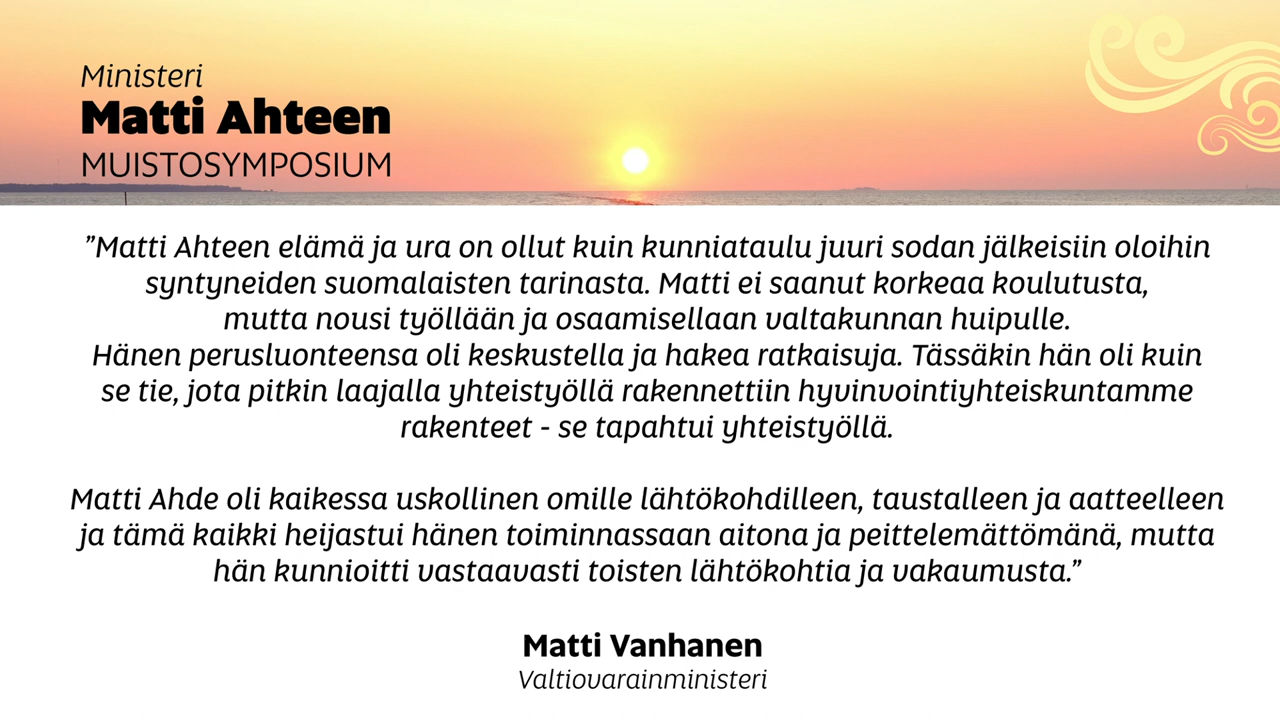 Ministeri
Matti Ahteen
MUISTOSYMPOSIUM
”Matti Ahteen elämä ja ura on ollut kuin kunniataulu juuri sodan jälkeisiin oloihin
syntyneiden suomalaisten tarinasta. Matti ei saanut korkeaa koulutusta,
mutta nousi työllään ja osaamisellaan valtakunnan huipulle.
Hänen perusluonteensa oli keskustella ja hakea ratkaisuja. Tässäkin hän oli kuin
se tie, jota pitkin laajalla yhteistyöllä rakennettiin hyvinvointiyhteiskuntamme
rakenteet - se tapahtui yhteistyöllä.
Matti Ahde oli kaikessa uskollinen omille lähtökohdilleen, taustalleen ja aatteelleen
ja tämä kaikki heijastui hänen toiminnassaan aitona ja peittelemättömänä, mutta
hän kunnioitti vastaavasti toisten lähtökohtia ja vakaumusta.”
Matti Vanhanen
Valtiovarainministeri